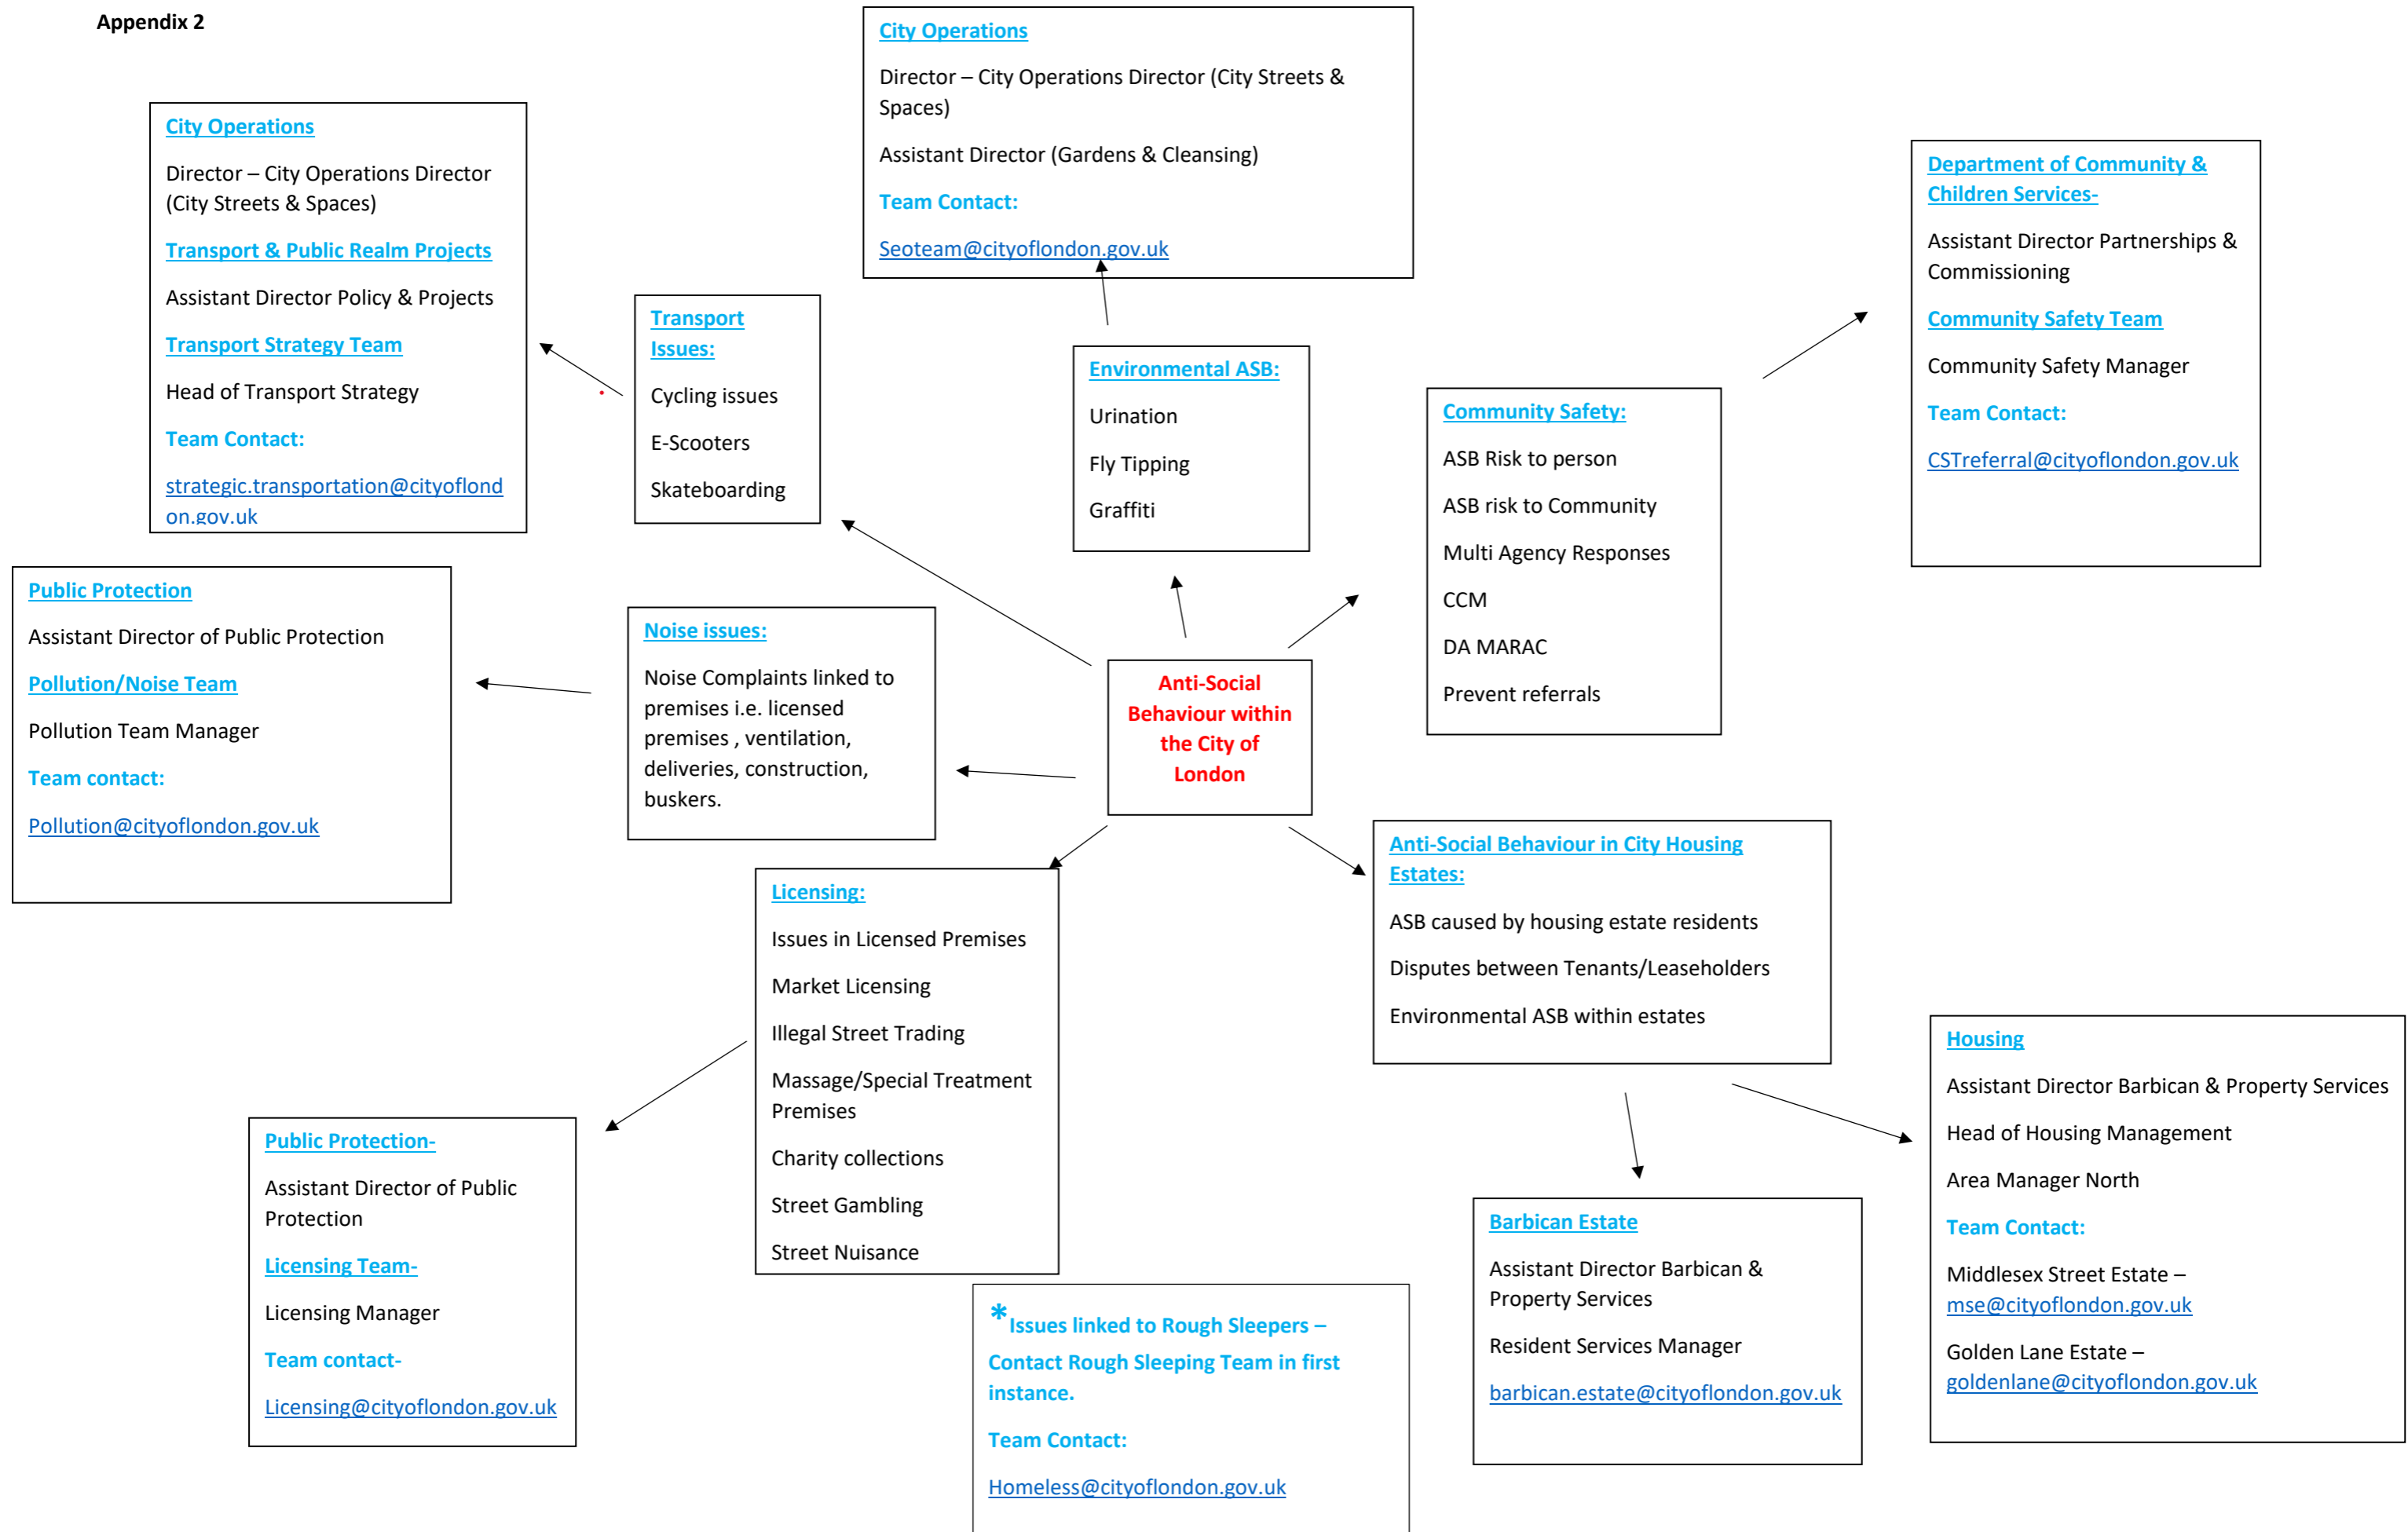 Appendix 2
City Operations
Director – City Operations Director (City Streets &
Spaces)
Assistant Director (Gardens & Cleansing)
Team Contact:
Seoteam@cityoflondon.gov.uk
City Operations
Director – City Operations Director
(City Streets & Spaces)
Transport & Public Realm Projects
Assistant Director Policy & Projects
Transport Strategy Team
Head of Transport Strategy
Team Contact:
strategic.transportation@cityoflond
on.gov.uk
Transport
Issues:
Cycling issues
E-Scooters
Skateboarding
Environmental ASB:
Urination
Fly Tipping
Graffiti
Community Safety:
ASB Risk to person
ASB risk to Community
Multi Agency Responses
CCM
DA MARAC
Prevent referrals
Department of Community &
Children Services-
Assistant Director Partnerships &
Commissioning
Community Safety Team
Community Safety Manager
Team Contact:
CSTreferral@cityoflondon.gov.uk
Public Protection
Assistant Director of Public Protection
Pollution/Noise Team
Pollution Team Manager
Team contact:
Pollution@cityoflondon.gov.uk
Noise issues:
Noise Complaints linked to
premises i.e. licensed
premises , ventilation,
deliveries, construction,
buskers.
Anti-Social
Behaviour within
the City of
London
Licensing:
Issues in Licensed Premises
Market Licensing
Illegal Street Trading
Massage/Special Treatment
Premises
Charity collections
Street Gambling
Street Nuisance
Anti-Social Behaviour in City Housing
Estates:
ASB caused by housing estate residents
Disputes between Tenants/Leaseholders
Environmental ASB within estates
Public Protection-
Assistant Director of Public
Protection
Licensing Team-
Licensing Manager
Team contact-
Licensing@cityoflondon.gov.uk
*Issues linked to Rough Sleepers –
Contact Rough Sleeping Team in first
instance.
Team Contact:
Homeless@cityoflondon.gov.uk
Barbican Estate
Assistant Director Barbican &
Property Services
Resident Services Manager
barbican.estate@cityoflondon.gov.uk
Housing
Assistant Director Barbican & Property Services
Head of Housing Management
Area Manager North
Team Contact:
Middlesex Street Estate –
mse@cityoflondon.gov.uk
Golden Lane Estate –
goldenlane@cityoflondon.gov.uk